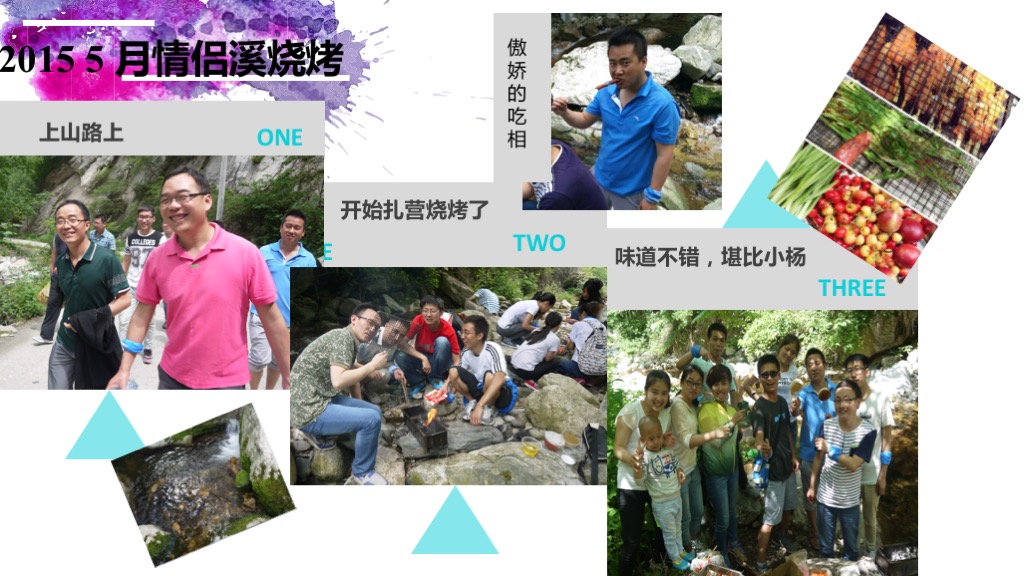 2015 5 月情侣溪烧烤
上山路上
ONE
E
开始扎营烧烤了
TWO
傲娇的吃相
味道不错，堪比小杨
THREE
COLLEGE